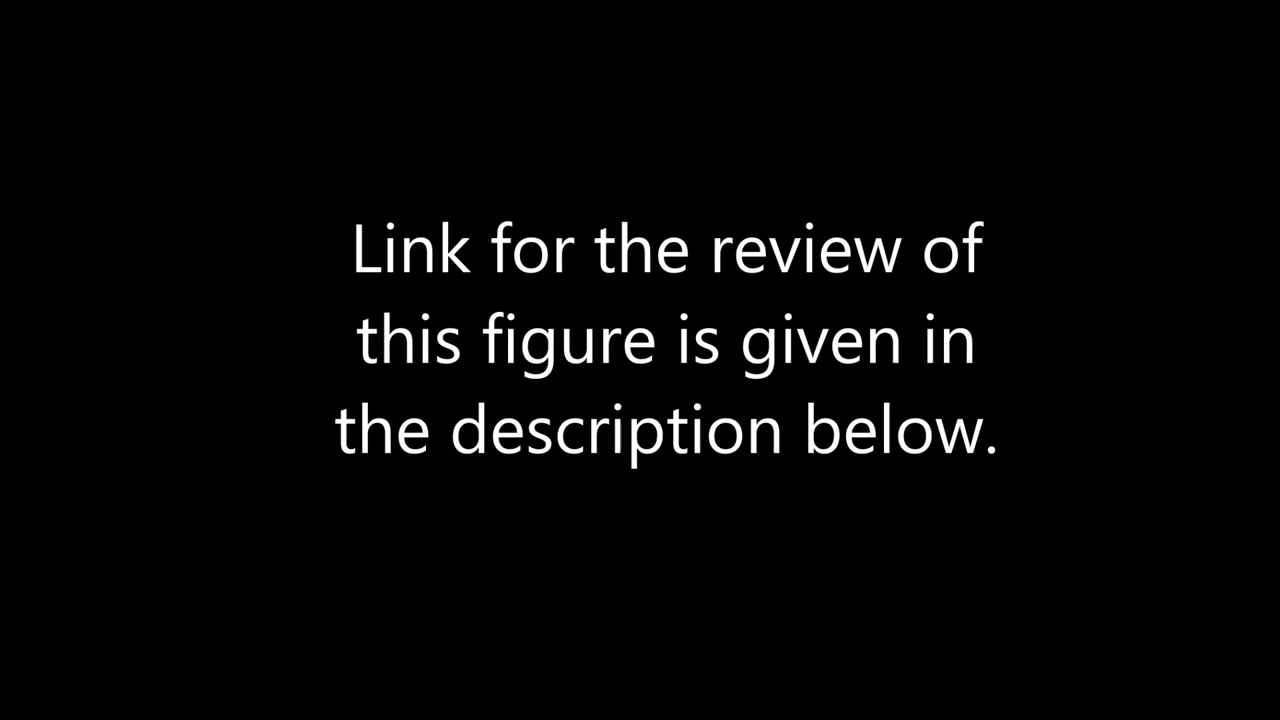 Link for the review of
this figure is given in
the description below.